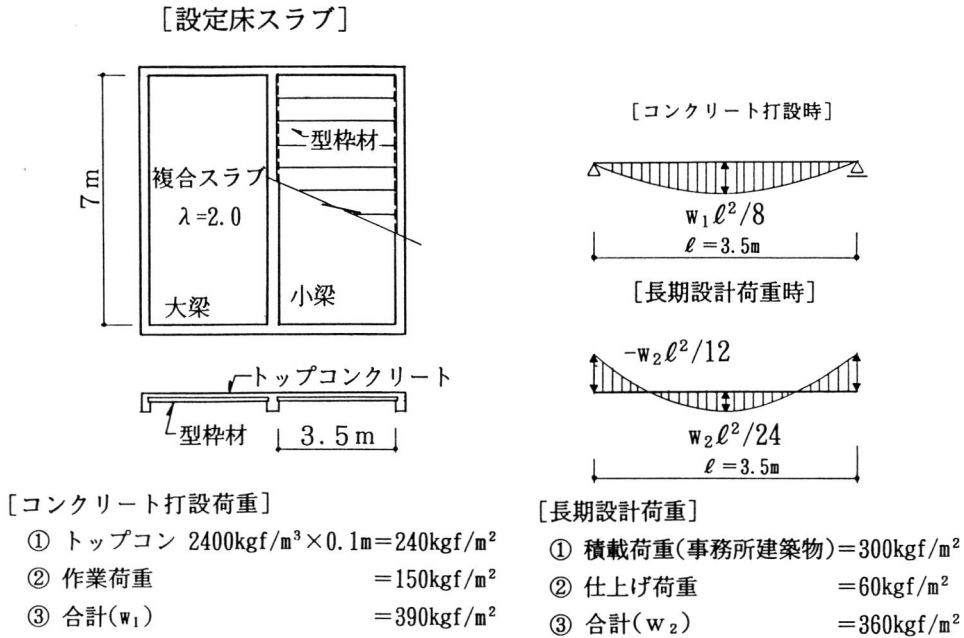 [設定床スラブ]
7m
型枠材
複合スラブ
λ=2.0
大梁
小梁
トップコンクリート
型枠材
3.5m
[コンクリート打設時]
w₁ℓ²/8
ℓ=3.5m
[長期設計荷重時]
-w₂ℓ²/12
w₂ℓ²/24
ℓ=3.5m
[コンクリート打設荷重]
① トップコン 2400kgf/m³×0.1m=240kgf/m²
② 作業荷重 =150kgf/m²
③ 合計(w₁) =390kgf/m²
[長期設計荷重]
① 積載荷重(事務所建築物)=300kgf/m²
② 仕上げ荷重 =60kgf/m²
③ 合計(w₂) =360kgf/m²